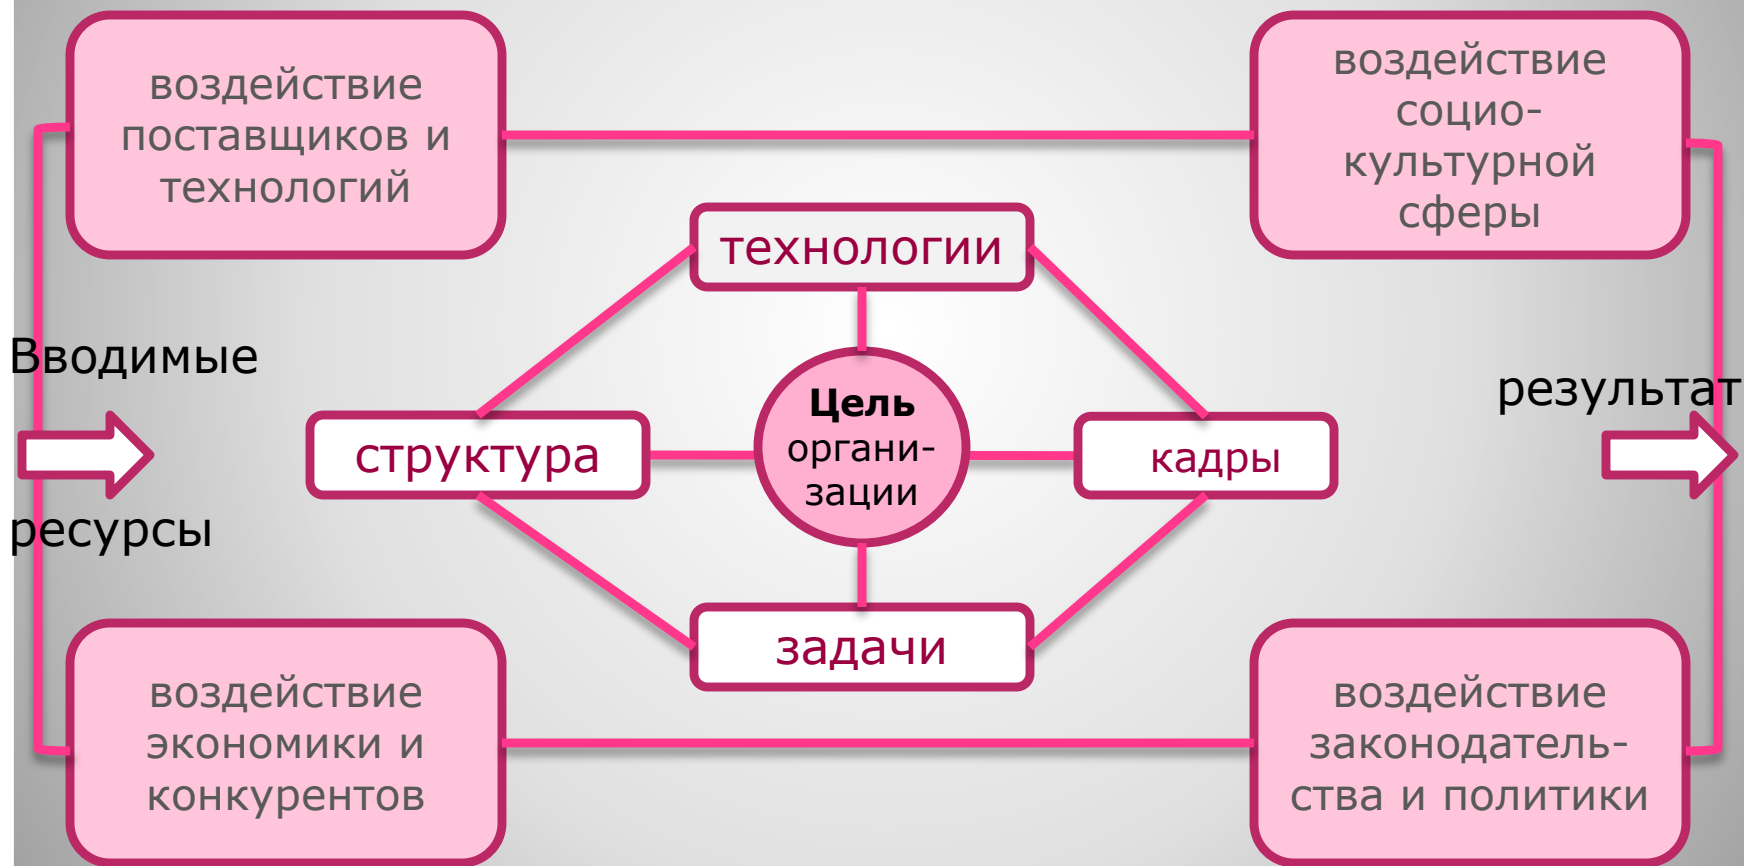 воздействие
поставщиков и
технологий
воздействие
социо-
культурной
сферы
технологии
Вводимые
ресурсы
структура
Цель
органи-
зации
кадры
результат
задачи
воздействие
экономики и
конкурентов
воздействие
законодатель-
ства и политики